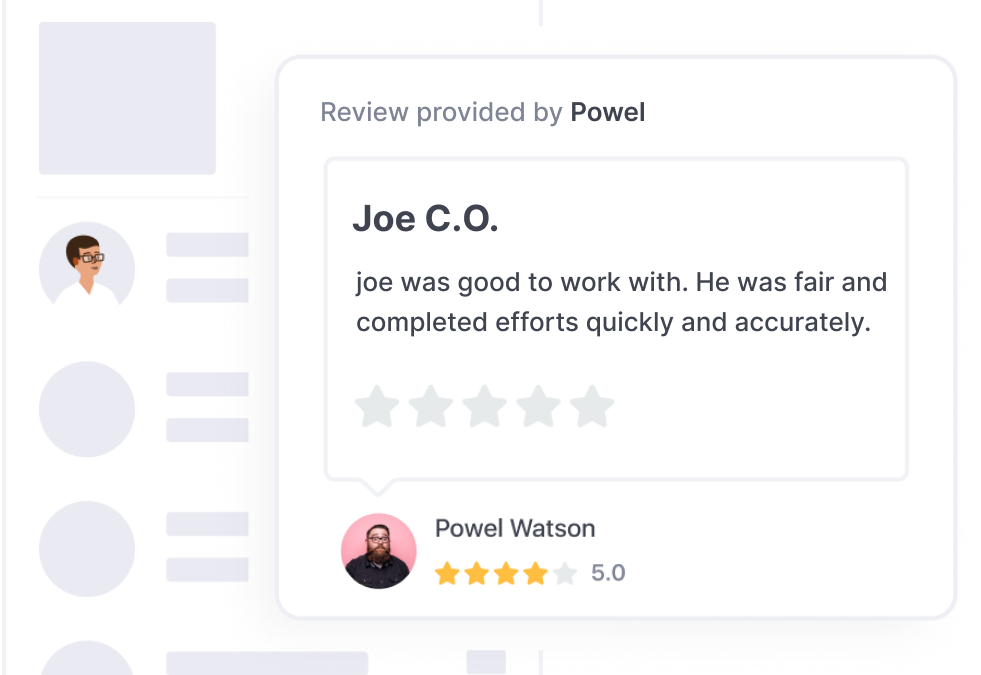 Review provided by Powel
Joe C.O.
joe was good to work with. He was fair and
completed efforts quickly and accurately.
Powel Watson
5.0